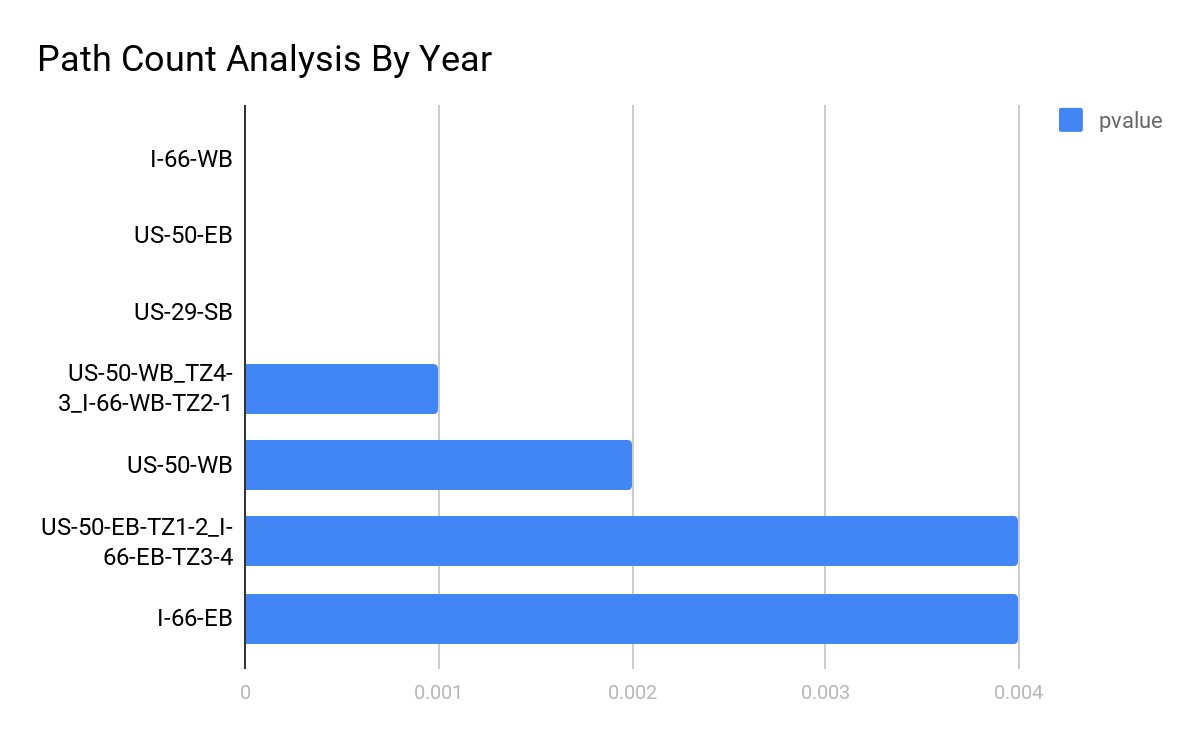 Path Count Analysis By Year
pvalue
I-66-WB
US-50-EB
US-29-SB
US-50-WB_TZ4-
3_I-66-WB-TZ2-1
US-50-WB
US-50-EB-TZ1-2_I-
66-EB-TZ3-4
I-66-EB
0 0.001 0.002 0.003 0.004